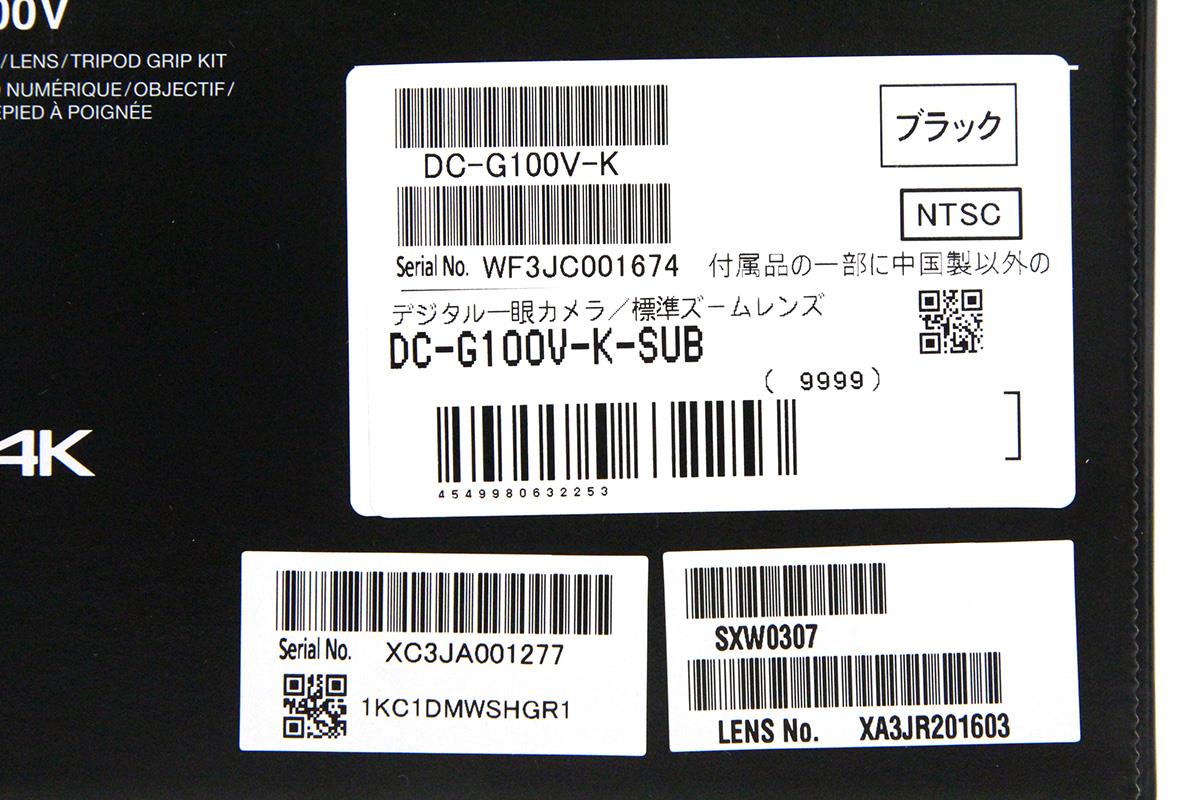 00V
/LENS/TRIPOD GRIP KIT
NUMÉRIQUE/OBJECTIF/
ÉPIED À POIGNÉE
4K
DC-G100V-K
ブラック
NTSC
Serial No. WF3JC001674 付属品の一部に中国製以外の
デジタル一眼カメラ/標準ズームレンズ
DC-G100V-K-SUB
( 9999 )
4549980632253
Serial No. XC3JA001277
1KC1DMWSHGR1
SXW0307
LENS No. XA3JR201603